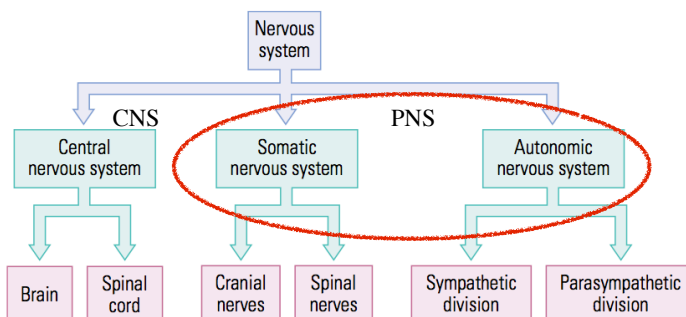 Nervous
system
CNS
PNS
Central
nervous system
Somatic
nervous system
Autonomic
nervous system
Brain
Spinal
cord
Cranial
nerves
Spinal
nerves
Sympathetic
division
Parasympathetic
division